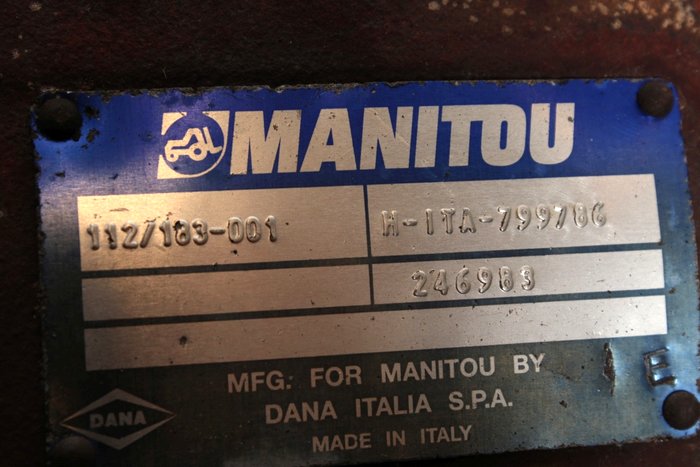 MANITOU
112/183-001 H-ITA-799786
246983
MFG. FOR MANITOU BY
DANA ITALIA S.P.A.
MADE IN ITALY
DANA
E